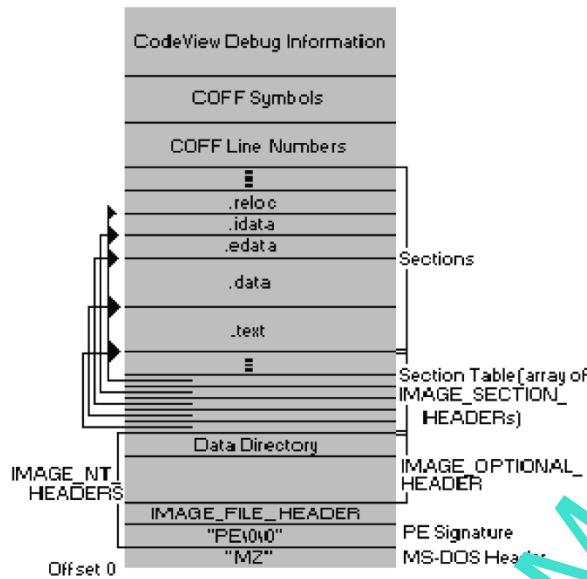 CodeView Debug Information
COFF Symbols
COFF Line Numbers
.reloc
.idata
.edata
.data
.text
Sections
Section Table(array of
IMAGE_SECTION_
HEADERs)
Data Directory
IMAGE_NT_
HEADERS
IMAGE_OPTIONAL_
HEADER
IMAGE_FILE_HEADER
"PE\0\0"
PE Signature
"MZ"
MS-DOS Header
Offset 0